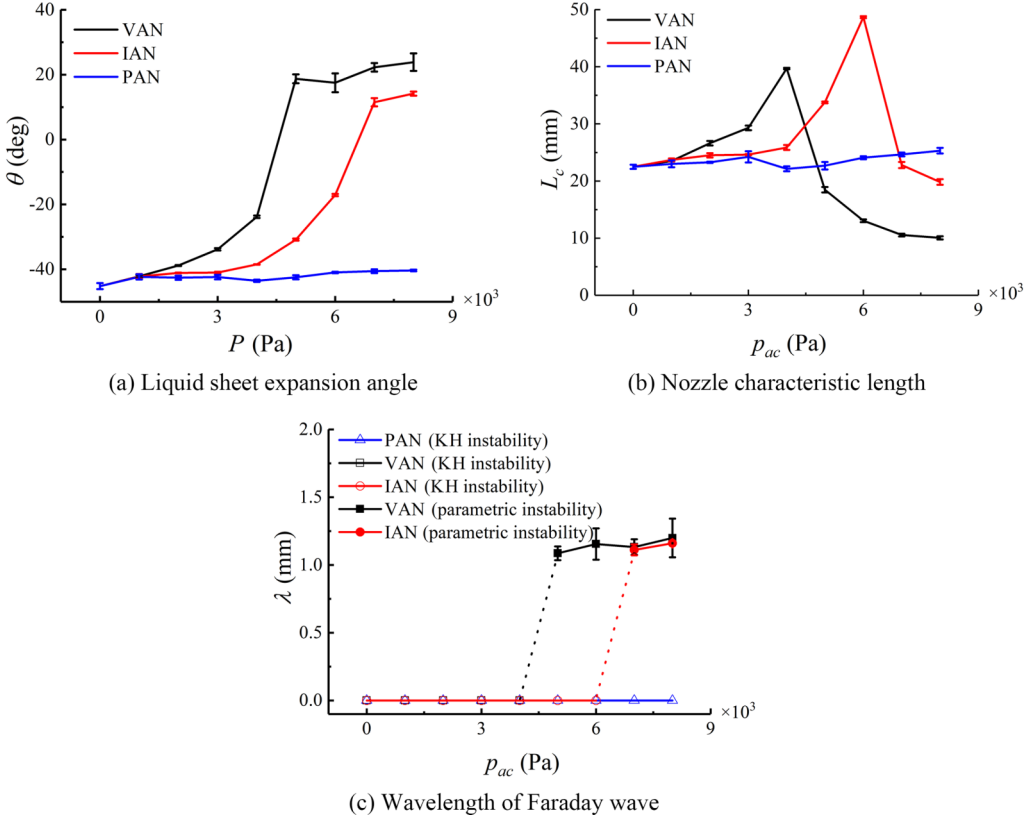 40
20
0
-20
-40
θ (deg)
VAN
IAN
PAN
0
3
6
9
×10³
P (Pa)
(a) Liquid sheet expansion angle
50
40
30
20
10
0
L_c (mm)
VAN
IAN
PAN
0
3
6
9
×10³
p_ac (Pa)
(b) Nozzle characteristic length
2.0
1.5
1.0
0.5
0.0
λ (mm)
PAN (KH instability)
VAN (KH instability)
IAN (KH instability)
VAN (parametric instability)
IAN (parametric instability)
0
3
6
9
×10³
p_ac (Pa)
(c) Wavelength of Faraday wave